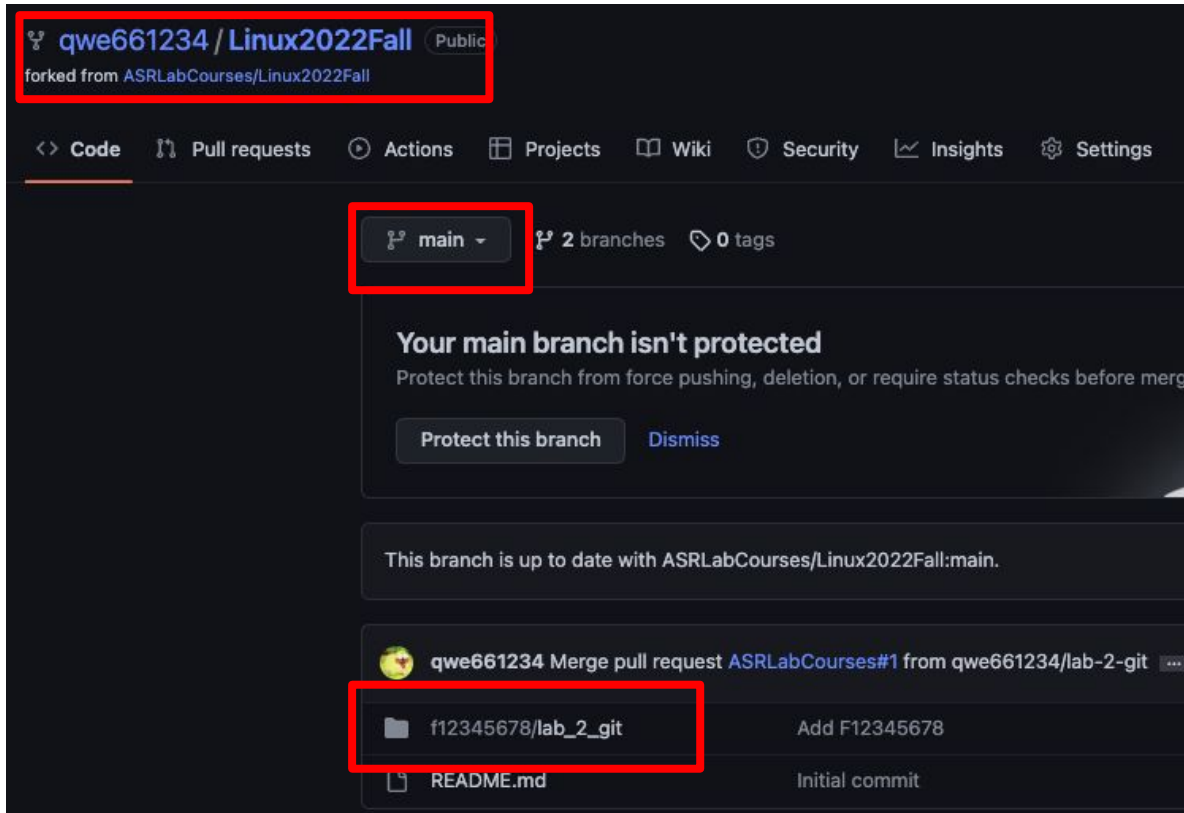 qwe661234 / Linux2022Fall Public
forked from ASRLabCourses/Linux2022Fall
<> Code Pull requests Actions Projects Wiki Security Insights Settings
main 2 branches 0 tags
Your main branch isn't protected
Protect this branch from force pushing, deletion, or require status checks before merg
Protect this branch Dismiss
This branch is up to date with ASRLabCourses/Linux2022Fall:main.
qwe661234 Merge pull request ASRLabCourses#1 from qwe661234/lab-2-git ...
f12345678/lab_2_git Add F12345678
README.md Initial commit